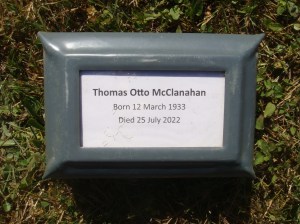 Thomas Otto McClanahan
Born 12 March 1933
Died 25 July 2022